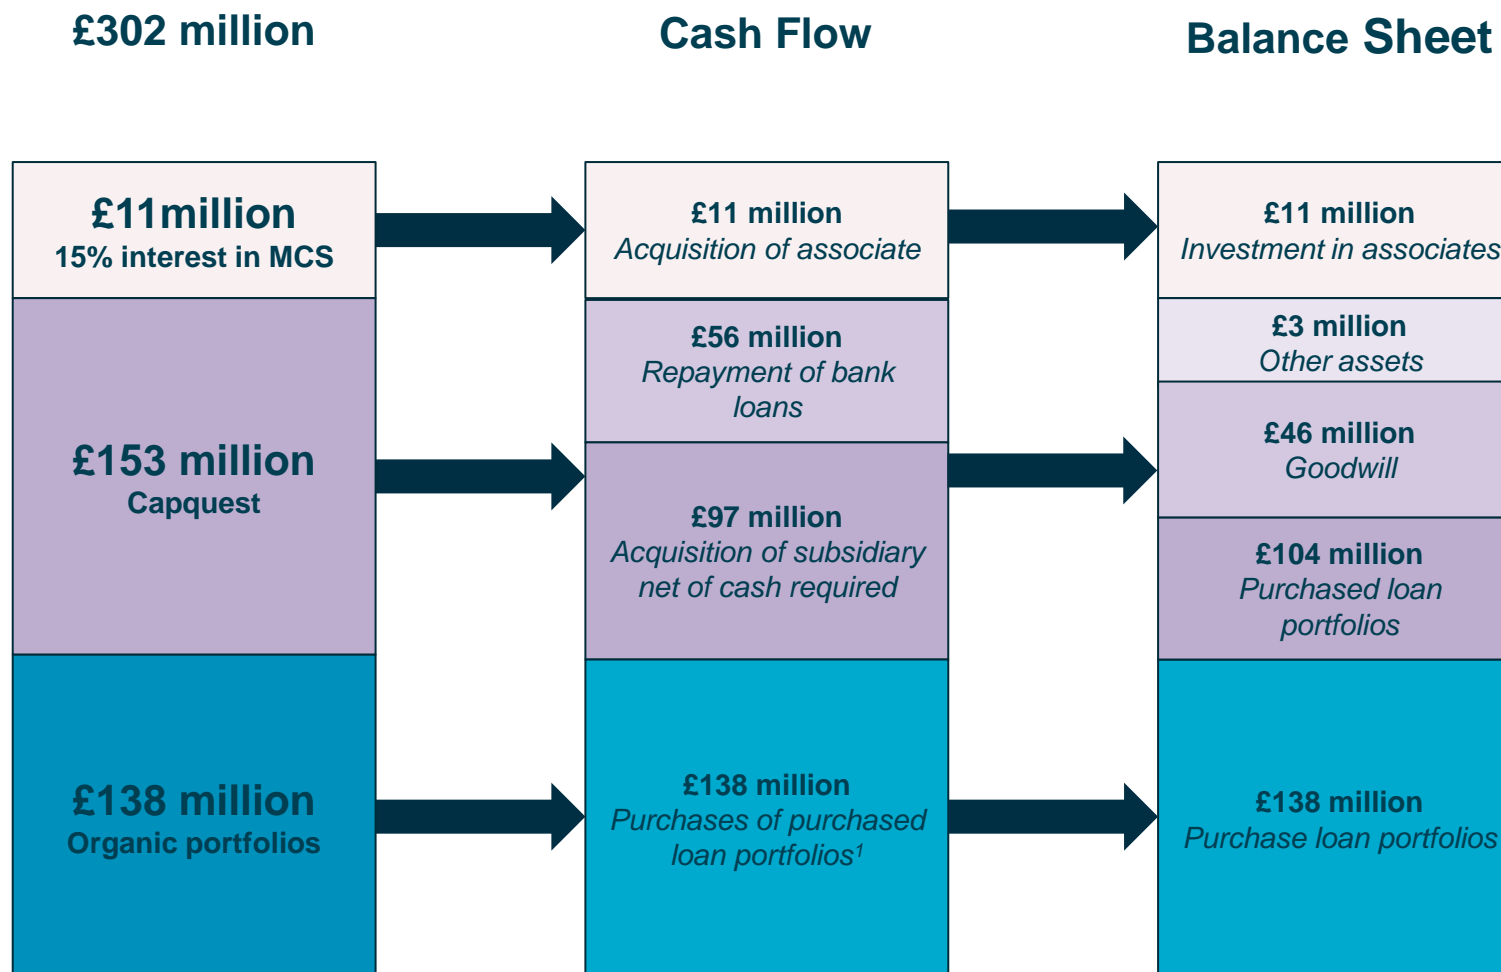 £302 million
Cash Flow
Balance Sheet
£11million
15% interest in MCS
£153 million
Capquest
£138 million
Organic portfolios
£11 million
Acquisition of associate
£56 million
Repayment of bank
loans
£97 million
Acquisition of subsidiary
net of cash required
£138 million
Purchases of purchased
loan portfolios¹
£11 million
Investment in associates
£3 million
Other assets
£46 million
Goodwill
£104 million
Purchased loan
portfolios
£138 million
Purchase loan portfolios